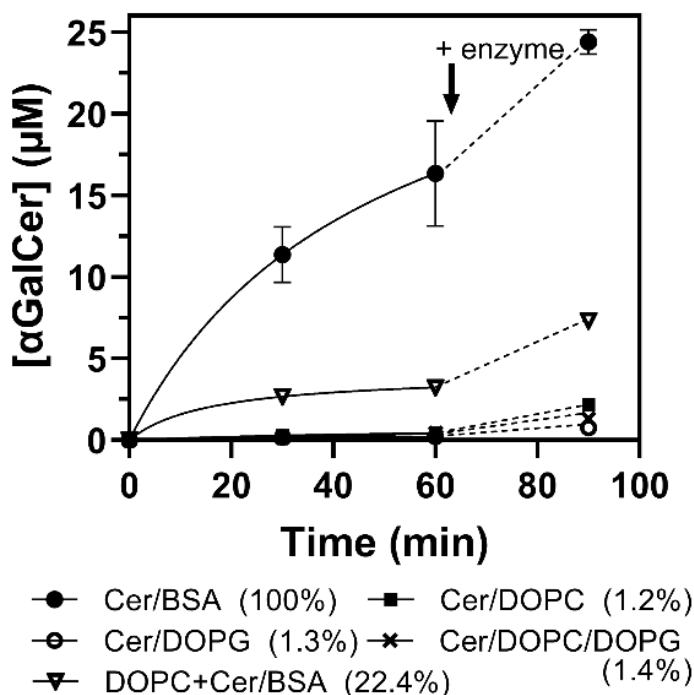 25
+ enzyme
20
15
10
5
0
[αGalCer] (μM)
0 20 40 60 80 100
Time (min)
Cer/BSA (100%) Cer/DOPC (1.2%)
Cer/DOPG (1.3%) Cer/DOPC/DOPG
(1.4%)
DOPC+Cer/BSA (22.4%)